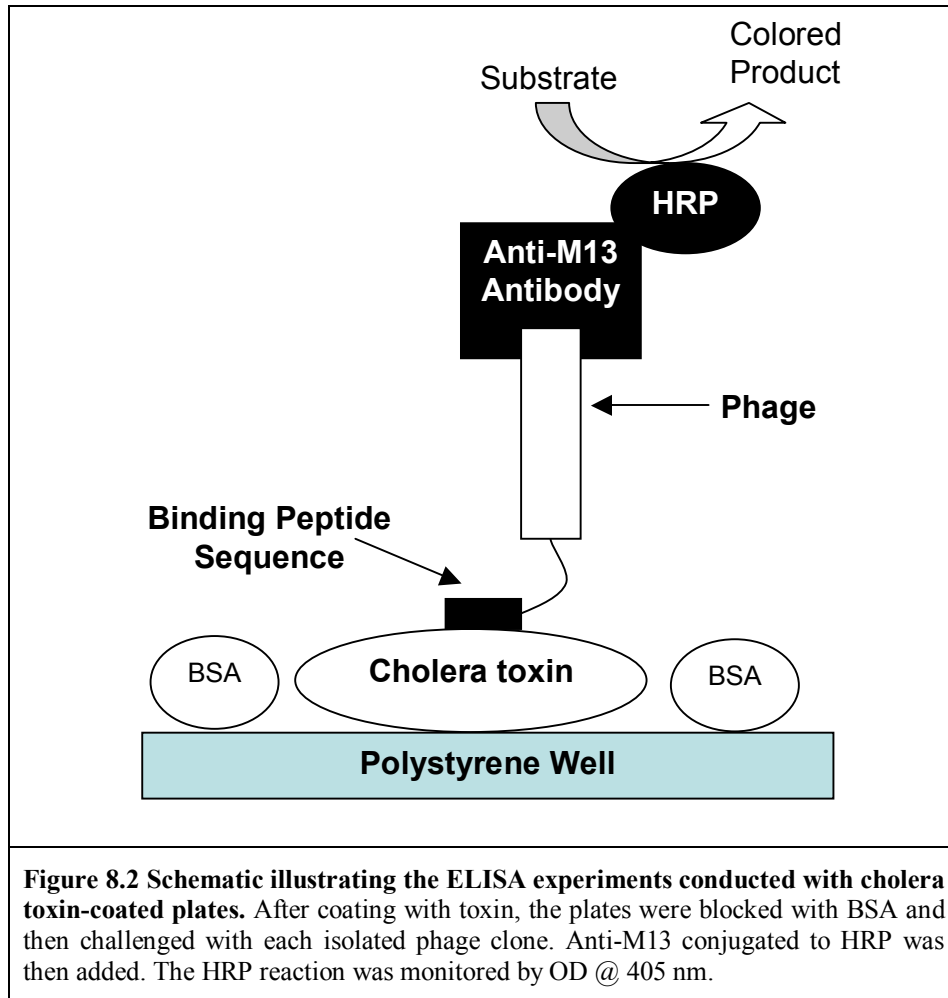 Colored
Product
Substrate
HRP
Anti-M13
Antibody
Phage
Binding Peptide
Sequence
BSA
Cholera toxin
BSA
Polystyrene Well
Figure 8.2 Schematic illustrating the ELISA experiments conducted with cholera
toxin-coated plates. After coating with toxin, the plates were blocked with BSA and
then challenged with each isolated phage clone. Anti-M13 conjugated to HRP was
then added. The HRP reaction was monitored by OD @ 405 nm.